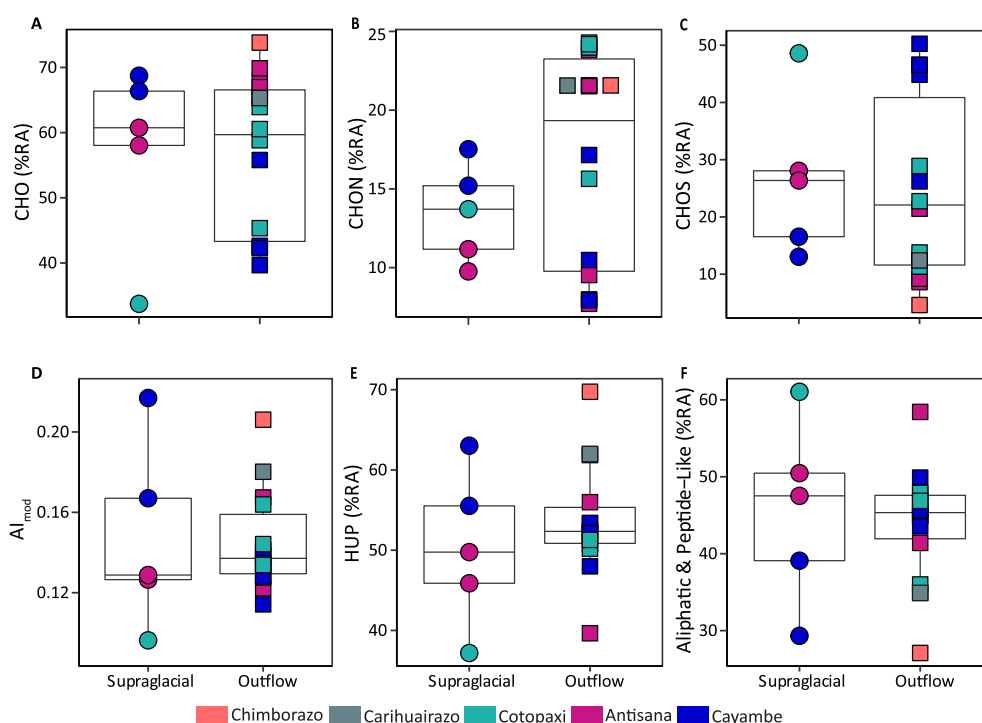 A
CHO (%RA)
70
60
50
40
B
CHON (%RA)
25
20
15
10
C
CHOS (%RA)
50
40
30
20
10
D
AImod
0.20
0.16
0.12
Supraglacial Outflow
E
HUP (%RA)
70
60
50
40
Supraglacial Outflow
F
Aliphatic & Peptide–Like (%RA)
60
50
40
30
Supraglacial Outflow
Chimborazo Carihuairazo Cotopaxi Antisana Cayambe